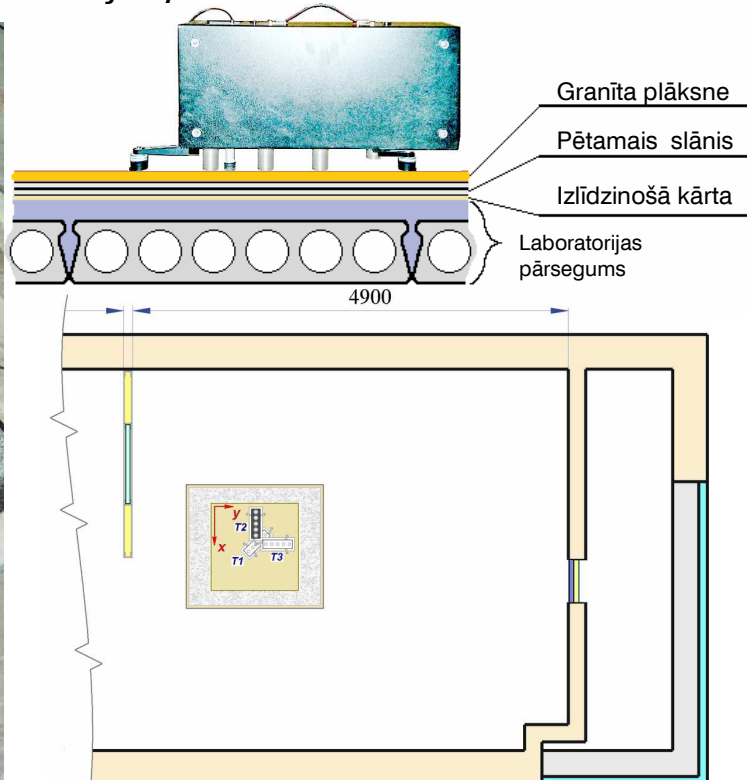 Granīta plāksne
Pētamais slānis
Izlīdzinošā kārta
Laboratorijas
pārsegums
4900
y
T2
x
T1
T3